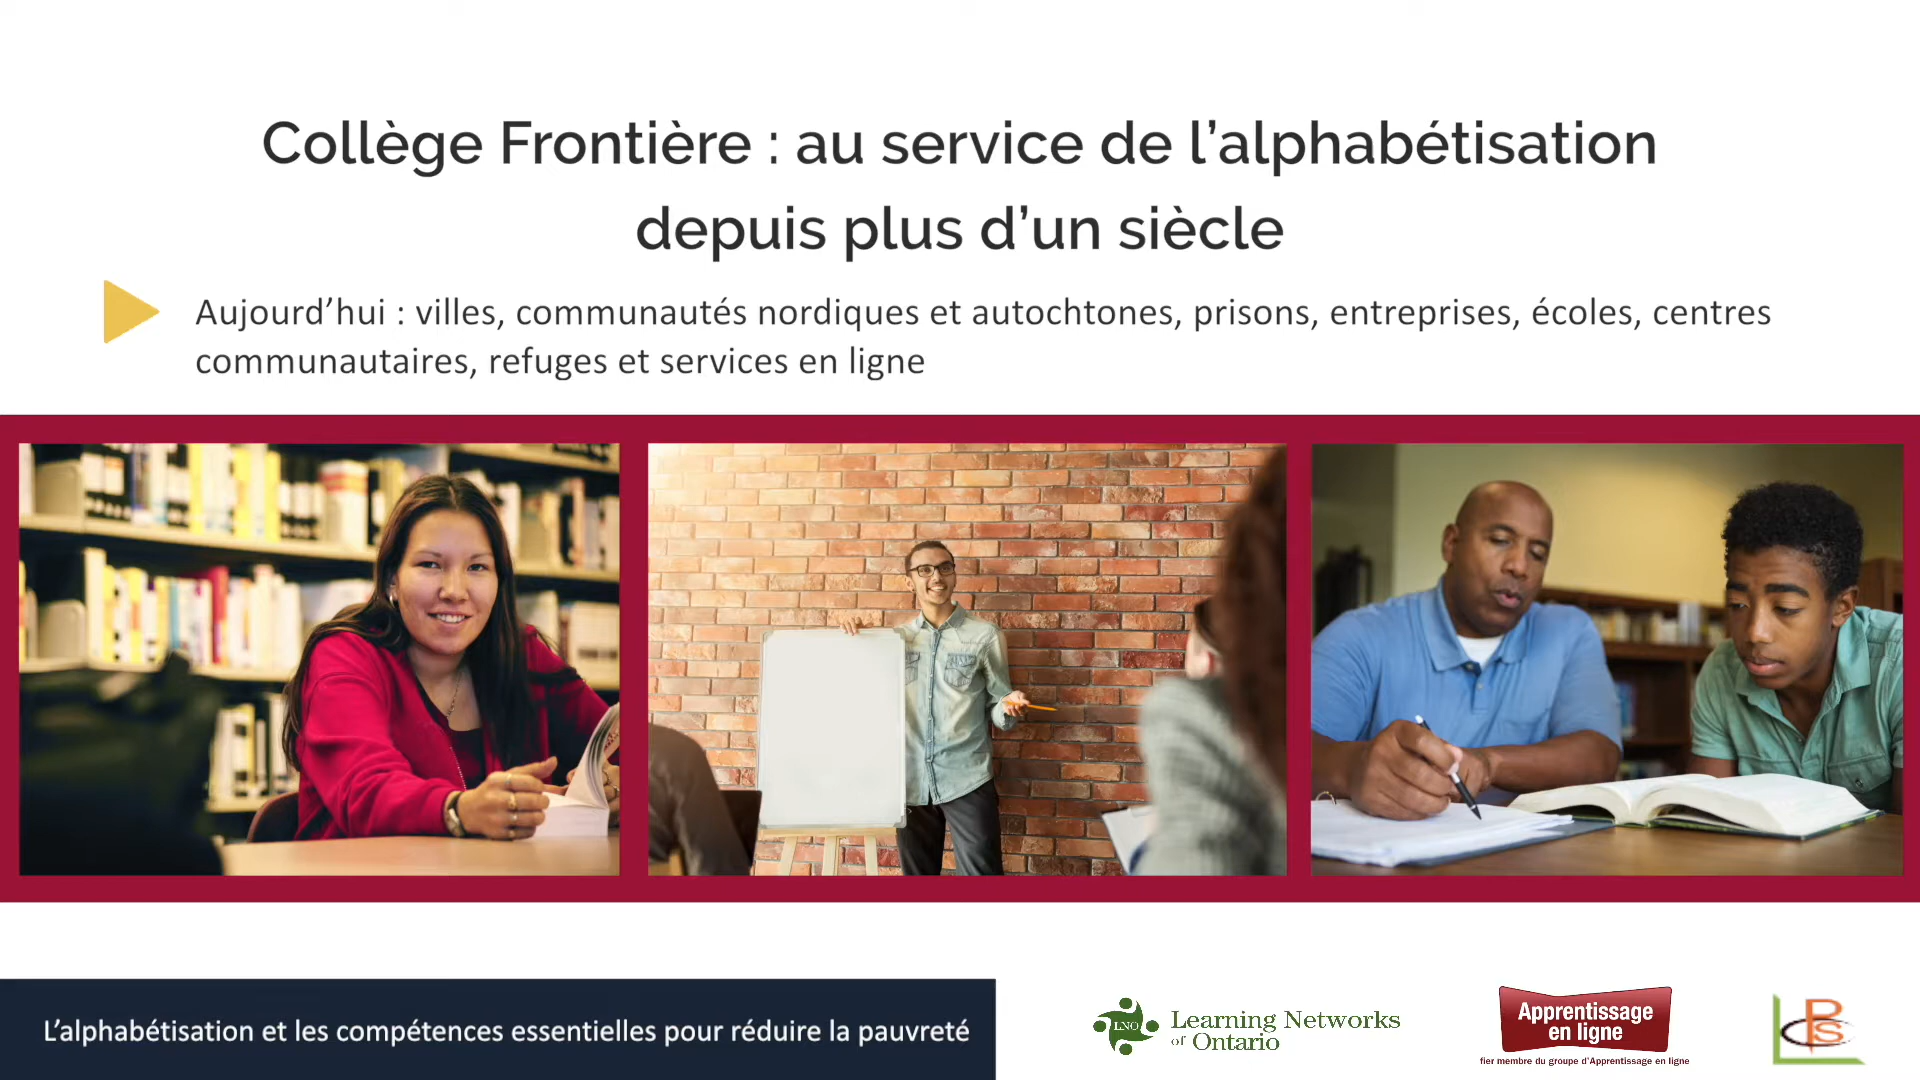 Collège Frontière : au service de l’alphabétisation
depuis plus d’un siècle
Aujourd’hui : villes, communautés nordiques et autochtones, prisons, entreprises, écoles, centres
communautaires, refuges et services en ligne
L’alphabétisation et les compétences essentielles pour réduire la pauvreté
LNO
Learning Networks
of Ontario
Apprentissage
en ligne
fier membre du groupe d’Apprentissage en ligne